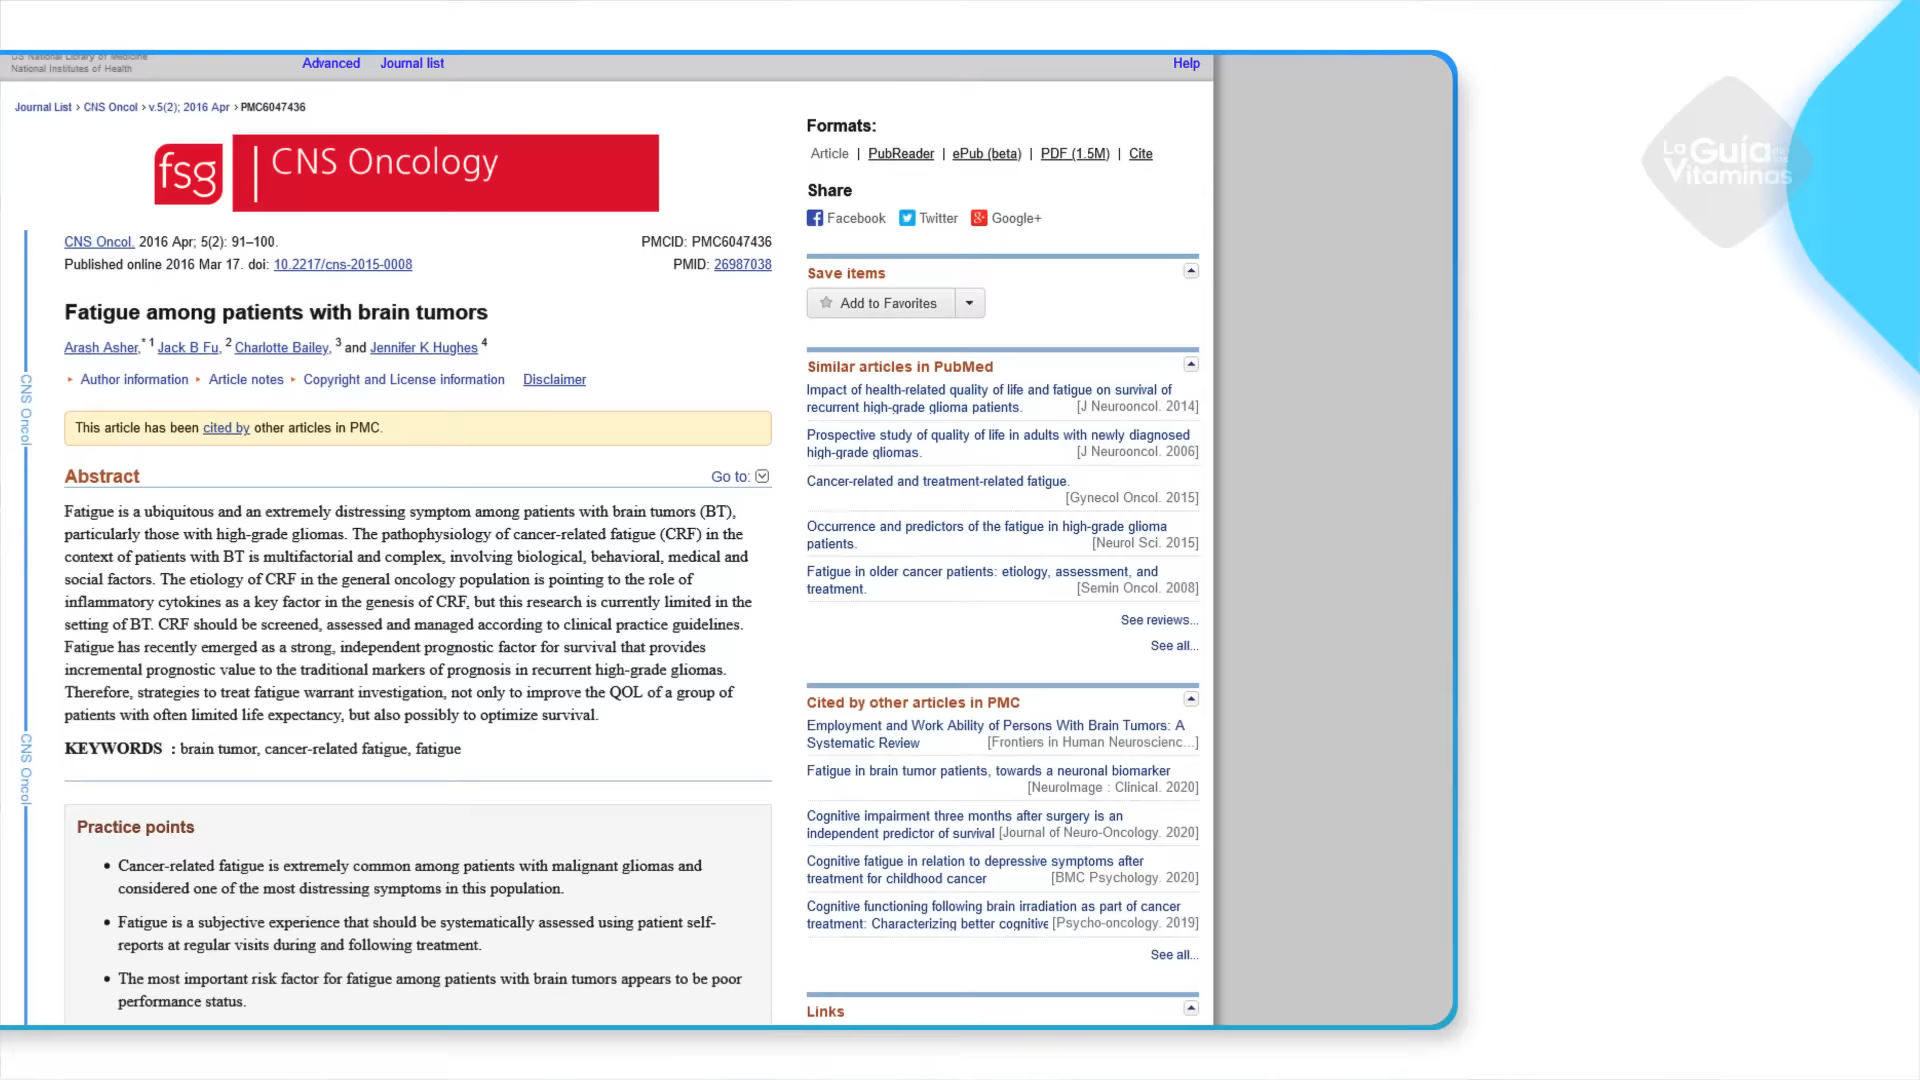 US National Library of Medicine
National Institutes of Health
Advanced Journal list Help
Journal List > CNS Oncol > v.5(2); 2016 Apr > PMC6047436
fsg CNS Oncology
CNS Oncol. 2016 Apr; 5(2): 91–100. PMCID: PMC6047436
Published online 2016 Mar 17. doi: 10.2217/cns-2015-0008 PMID: 26987038
Fatigue among patients with brain tumors
Arash Asher,* 1 Jack B Fu, 2 Charlotte Bailey, 3 and Jennifer K Hughes 4
Author information Article notes Copyright and License information Disclaimer
This article has been cited by other articles in PMC.
Abstract Go to:
Fatigue is a ubiquitous and an extremely distressing symptom among patients with brain tumors (BT),
particularly those with high-grade gliomas. The pathophysiology of cancer-related fatigue (CRF) in the
context of patients with BT is multifactorial and complex, involving biological, behavioral, medical and
social factors. The etiology of CRF in the general oncology population is pointing to the role of
inflammatory cytokines as a key factor in the genesis of CRF, but this research is currently limited in the
setting of BT. CRF should be screened, assessed and managed according to clinical practice guidelines.
Fatigue has recently emerged as a strong, independent prognostic factor for survival that provides
incremental prognostic value to the traditional markers of prognosis in recurrent high-grade gliomas.
Therefore, strategies to treat fatigue warrant investigation, not only to improve the QOL of a group of
patients with often limited life expectancy, but also possibly to optimize survival.
KEYWORDS : brain tumor, cancer-related fatigue, fatigue
Practice points
• Cancer-related fatigue is extremely common among patients with malignant gliomas and
considered one of the most distressing symptoms in this population.
• Fatigue is a subjective experience that should be systematically assessed using patient self-
reports at regular visits during and following treatment.
• The most important risk factor for fatigue among patients with brain tumors appears to be poor
performance status.
CNS Oncol
CNS Oncol
Formats:
Article | PubReader | ePub (beta) | PDF (1.5M) | Cite
Share
Facebook Twitter Google+
Save items
Add to Favorites
Similar articles in PubMed
Impact of health-related quality of life and fatigue on survival of
recurrent high-grade glioma patients. [J Neurooncol. 2014]
Prospective study of quality of life in adults with newly diagnosed
high-grade gliomas. [J Neurooncol. 2006]
Cancer-related and treatment-related fatigue.
[Gynecol Oncol. 2015]
Occurrence and predictors of the fatigue in high-grade glioma
patients. [Neurol Sci. 2015]
Fatigue in older cancer patients: etiology, assessment, and
treatment. [Semin Oncol. 2008]
See reviews...
See all...
Cited by other articles in PMC
Employment and Work Ability of Persons With Brain Tumors: A
Systematic Review [Frontiers in Human Neuroscienc...]
Fatigue in brain tumor patients, towards a neuronal biomarker
[NeuroImage : Clinical. 2020]
Cognitive impairment three months after surgery is an
independent predictor of survival [Journal of Neuro-Oncology. 2020]
Cognitive fatigue in relation to depressive symptoms after
treatment for childhood cancer [BMC Psychology. 2020]
Cognitive functioning following brain irradiation as part of cancer
treatment: Characterizing better cognitive [Psycho-oncology. 2019]
See all...
Links
La Guía de las
Vitaminas